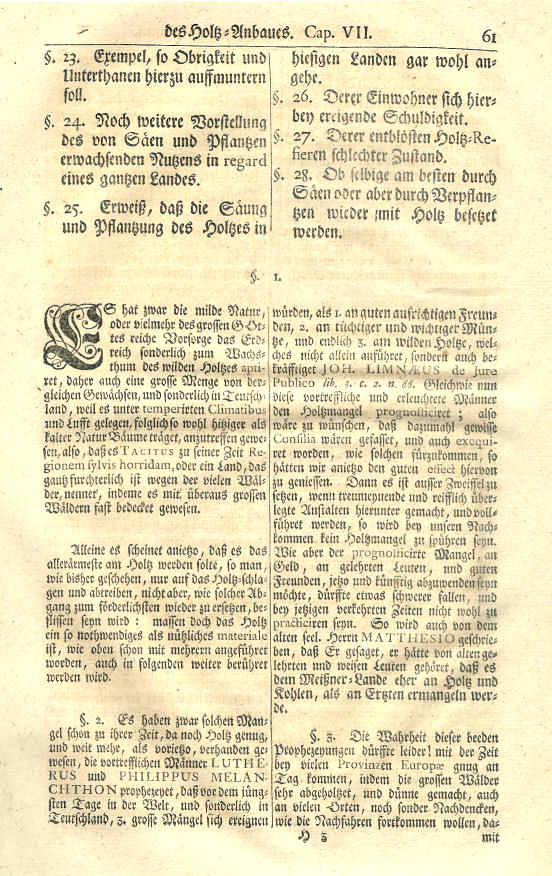 des Holtz-Anbaues. Cap. VII. 61
§. 23. Exempel, so Obrigkeit und
Unterthanen hierzu auffmuntern
soll.
§. 24. Noch weitere Vorstellung
des von Säen und Pflantzen
erwachsenden Nutzens in regard
eines gantzen Landes.
§. 25. Erweiß, daß die Säung
und Pflantzung des Holtzes in
hiesigen Landen gar wohl an-
gehe.
§. 26. Derer Einwohner sich hier-
bey ereigende Schuldigkeit.
§. 27. Derer entblösten Holtz-Re-
fieren schlechter Zustand.
§. 28. Ob selbige am besten durch
Säen oder aber durch Verpflan-
tzen wieder mit Holtz besetzet
werden.
§. 1.
ES hat zwar die milde Natur,
oder vielmehr des grossen GOt-
tes reiche Vorsorge das Erd-
reich sonderlich zum Wachs-
thum des wilden Holtzes apti-
ret, daher auch eine grosse Menge von der-
gleichen Gewächsen, und sonderlich in Teutsch-
land, weil es unter temperirten Climatibus
und Lufft gelegen, folglich so wohl hitziger als
kalter Natur Bäume träget, anzutreffen gewe-
sen, also, daß es TACITUS zu seiner Zeit Re-
gionem sylvis horridam, oder ein Land, das
gantz fürchterlich ist wegen der vielen Wäl-
der, nennet, indeme es mit überaus grossen
Wäldern fast bedecket gewesen.
Alleine es scheinet anietzo, daß es das
allerärmeste am Holtz werden solte, so man,
wie bisher geschehen, nur auf das Holtz-schla-
gen und abtreiben, nicht aber, wie solcher Ab-
gang zum förderlichsten wieder zu ersetzen, be-
flissen seyn wird: massen doch das Holtz
ein so nothwendiges als nützliches materiale
ist, wie oben schon mit mehrern angeführet
worden, auch in folgenden weiter berühret
werden wird.
§. 2. Es haben zwar solchen Man-
gel schon zu ihrer Zeit, da noch Holtz genug,
und weit mehr, als vorietzo, verhanden ge-
wesen, die vortrefflichen Männer LUTHE-
RUS und PHILIPPUS MELAN-
CHTHON prophezeyet, daß vor dem jüng-
sten Tage in der Welt, und sonderlich in
Teutschland, 3. grosse Mängel sich ereignen
würden, als 1. an guten aufrichtigen Freun-
den, 2. an tüchtiger und wichtiger Mün-
tze, und endlich 3. am wilden Holtze, wel-
ches nicht allein anführet, sondern auch be-
kräfftiget JOH. LIMNÆUS de Jure
Publico lib. 3. c. 2. n. 66. Gleichwie nun
diese vortreffliche und erleuchtete Männer
den Holtzmangel prognosticiret; also
wäre zu wünschen, daß dazumahl gewisse
Consilia wären gefasset, und auch exequi-
ret worden, wie solchen fürzukommen, so
hätten wir anietzo den guten effect hiervon
zu geniessen. Dann es ist ausser Zweiffel zu
setzen, wenn treumeynende und reifflich über-
legte Anstalten hierunter gemacht, und voll-
führet werden, so wird bey unsern Nach-
kommen kein Holtzmangel zu spühren seyn.
Wie aber der prognosticirte Mangel, an
Geld, an gelehrten Leuten, und guten
Freunden, jetzo und künfftig abzuwenden seyn
möchte, dürffte etwas schwerer fallen, und
bey jetzigen verkehrten Zeiten nicht wohl zu
practiciren seyn. So wird auch von dem
alten seel. Herrn MATTHESIO geschrie-
ben, daß Er gesaget, er hätte von alten ge-
lehrten und weisen Leuten gehöret, daß es
dem Meißner-Lande eher an Holtz und
Kohlen, als an Ertzten ermangeln wer-
de.
§. 3. Die Wahrheit dieser beeden
Prophezeyungen dürffte leider! mit der Zeit
bey vielen Provinzen Europæ gnug an
Tag kommen, indem die grossen Wälder
sehr abgeholtzet, und dünne gemacht, auch
an vielen Orten, noch sonder Nachdencken,
wie die Nachfahren fortkommen wollen, da-
H 3 mit